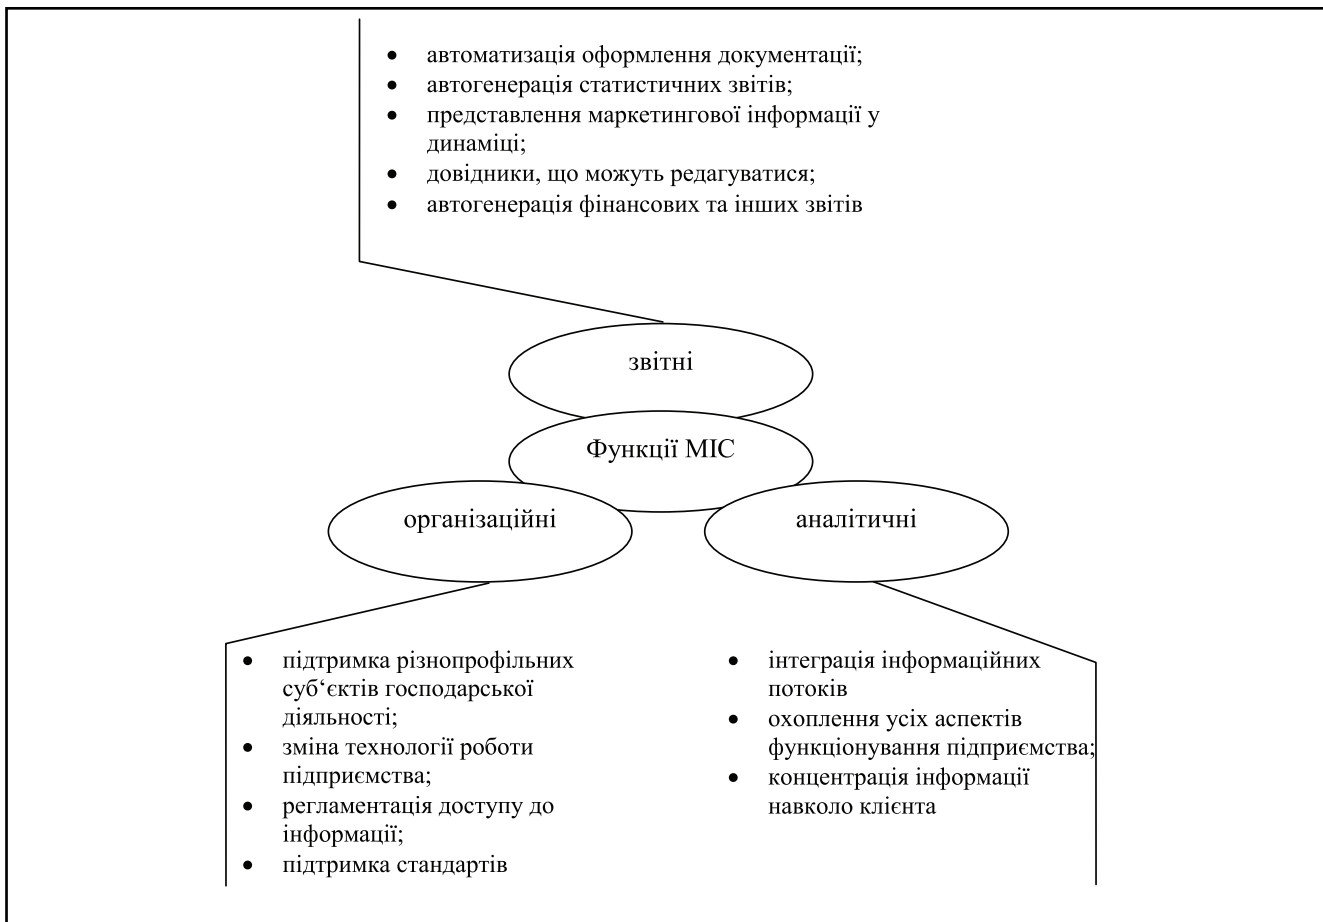 • автоматизація оформлення документації;
• автогенерація статистичних звітів;
• представлення маркетингової інформації у
динаміці;
• довідники, що можуть редагуватися;
• автогенерація фінансових та інших звітів
звітні
Функції МІС
організаційні
аналітичні
• підтримка різнопрофільних
суб‘єктів господарської
діяльності;
• зміна технології роботи
підприємства;
• регламентація доступу до
інформації;
• підтримка стандартів
• інтеграція інформаційних
потоків
• охоплення усіх аспектів
функціонування підприємства;
• концентрація інформації
навколо клієнта